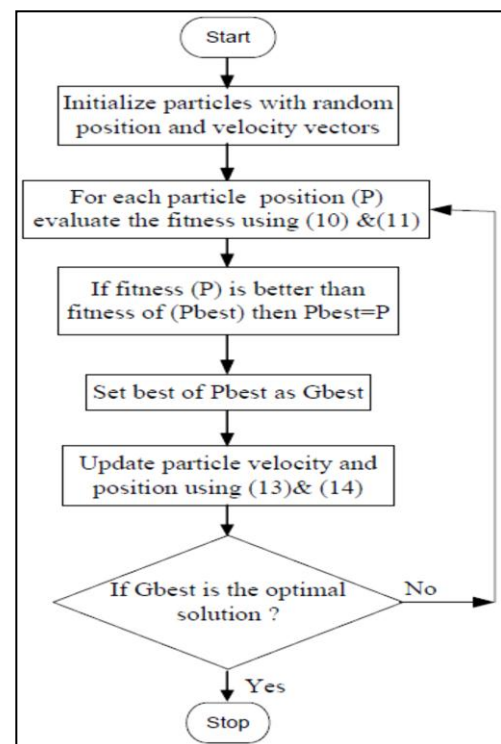 Start
Initialize particles with random
position and velocity vectors
For each particle position (P)
evaluate the fitness using (10) &(11)
If fitness (P) is better than
fitness of (Pbest) then Pbest=P
Set best of Pbest as Gbest
Update particle velocity and
position using (13)& (14)
If Gbest is the optimal
solution ?
No
Yes
Stop